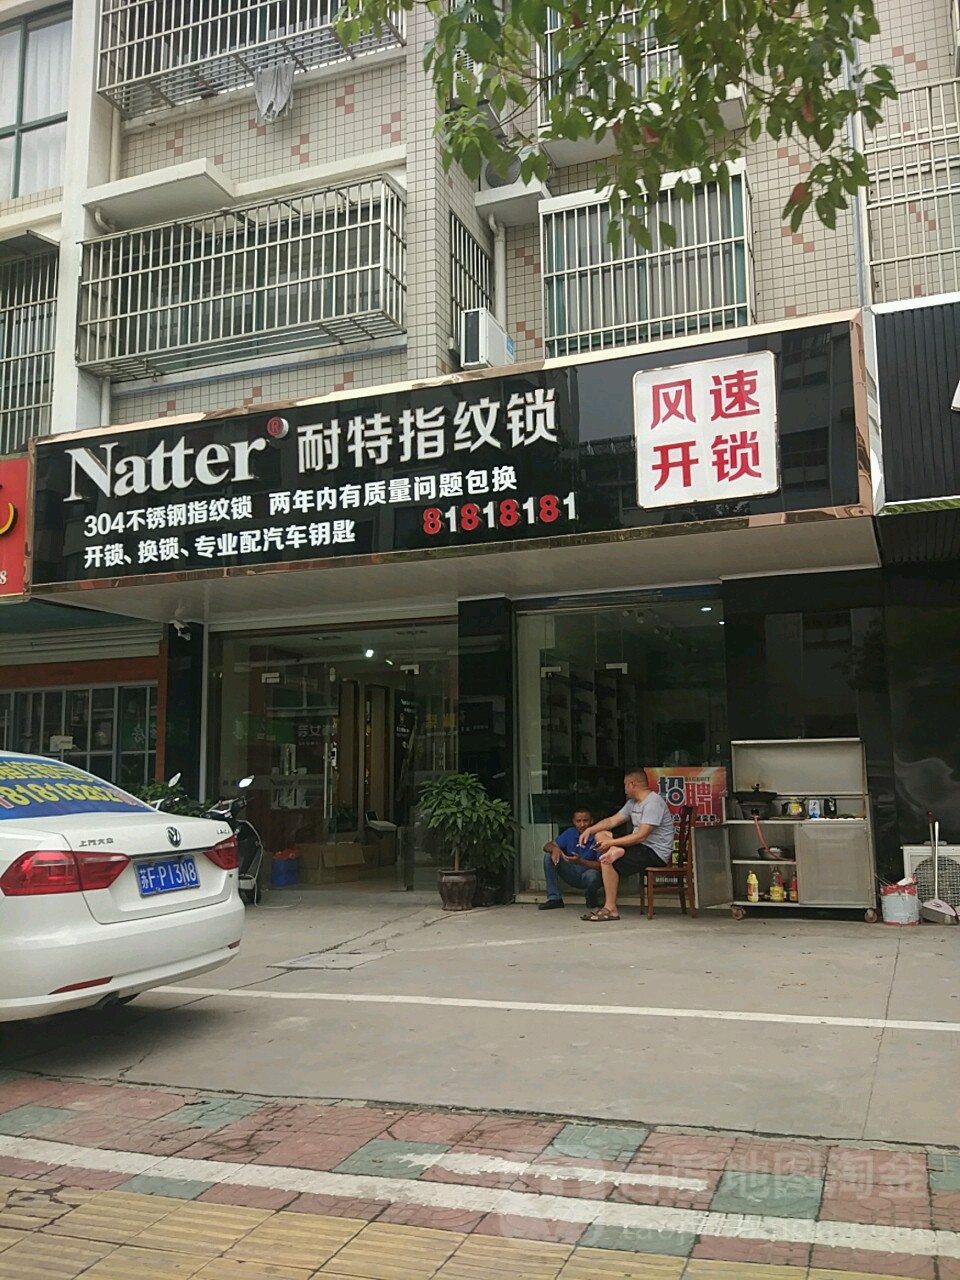 Natter® 耐特指纹锁
304不锈钢指纹锁 两年内有质量问题包换
开锁、换锁、专业配汽车钥匙
81818181
风速
开锁
8
招聘
上汽大众
苏F·P13N8